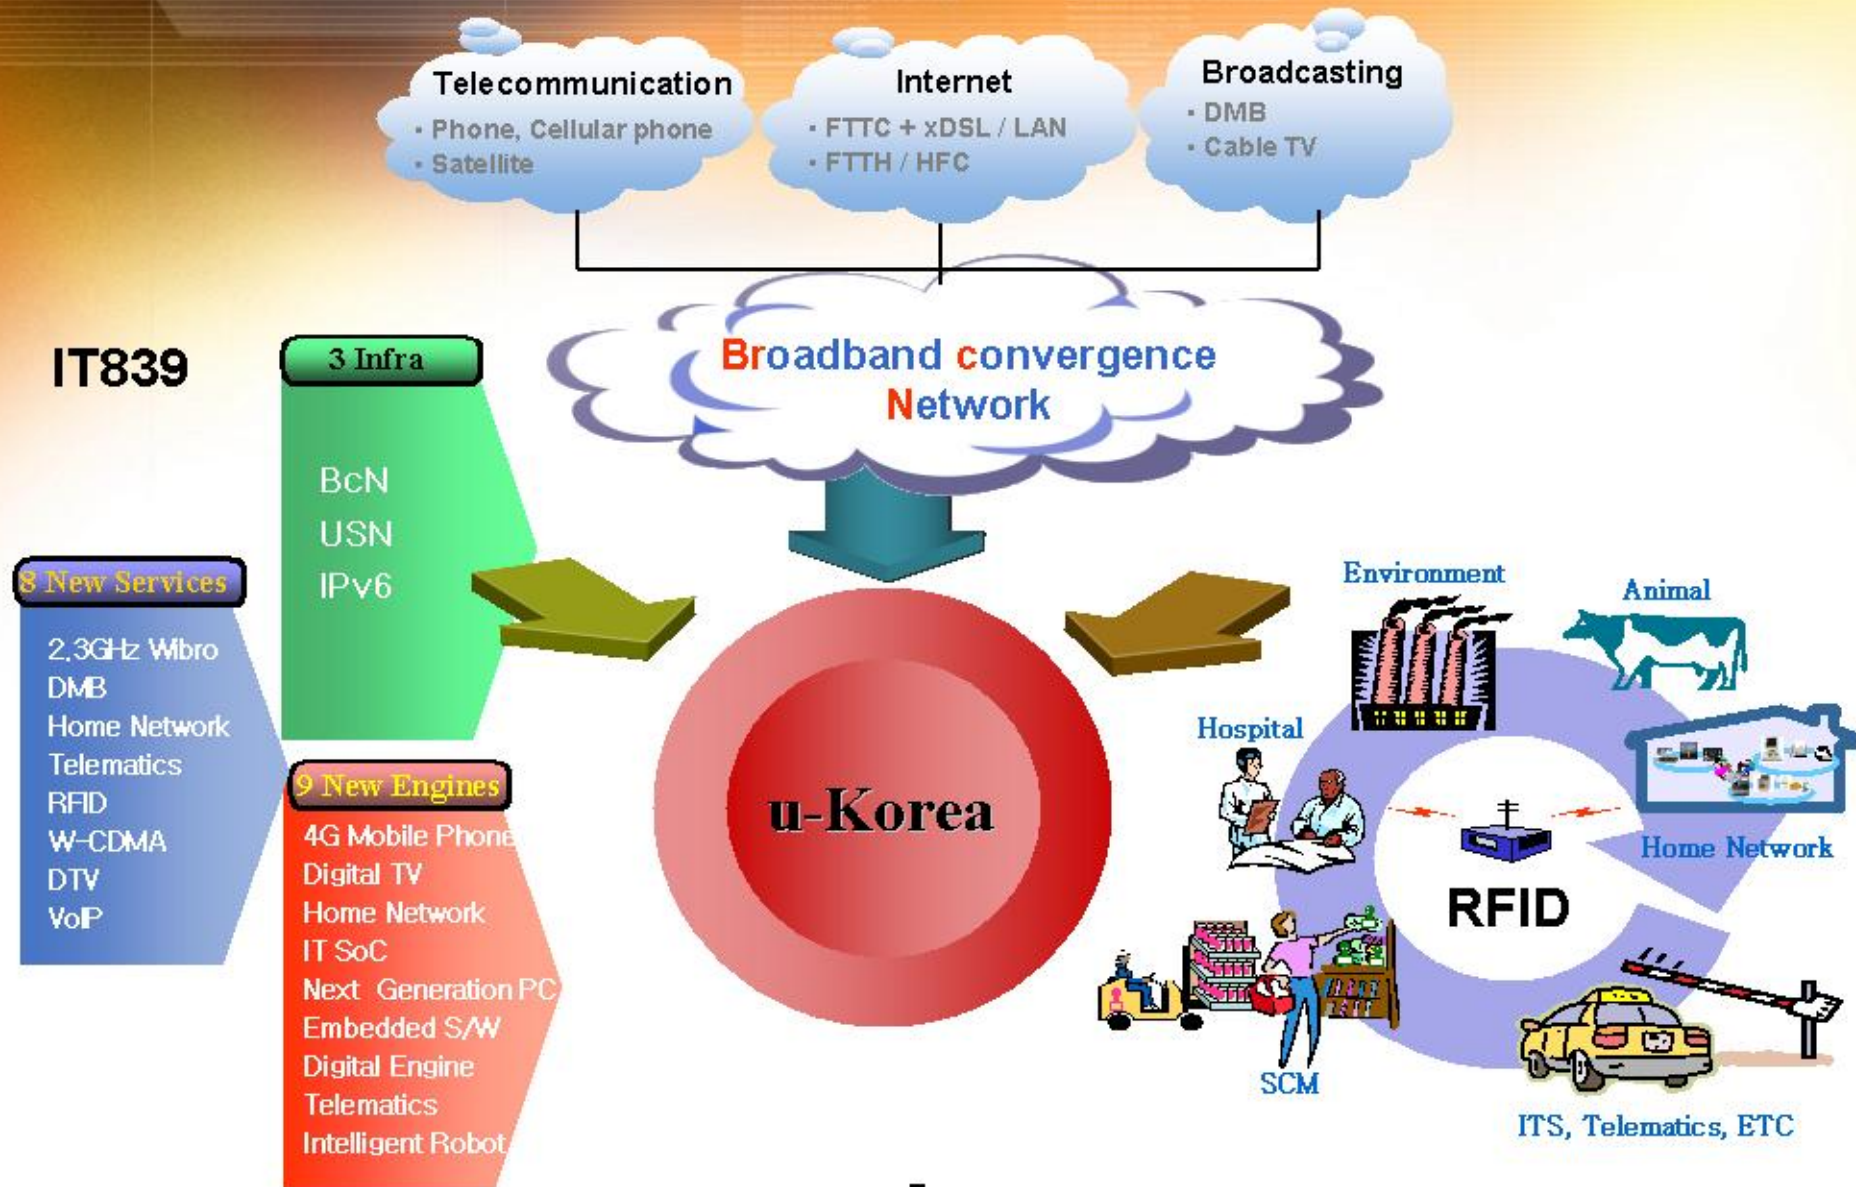 Telecommunication
· Phone, Cellular phone
· Satellite
Internet
· FTTC + xDSL / LAN
· FTTH / HFC
Broadcasting
· DMB
· Cable TV
Broadband convergence
Network
IT839
3 Infra
BcN
USN
IPv6
8 New Services
2,3GHz Wibro
DMB
Home Network
Telematics
RFID
W-CDMA
DTV
VoIP
9 New Engines
4G Mobile Phone
Digital TV
Home Network
IT SoC
Next Generation PC
Embedded S/W
Digital Engine
Telematics
Intelligent Robot
u-Korea
Environment
Animal
Hospital
Home Network
RFID
SCM
ITS, Telematics, ETC